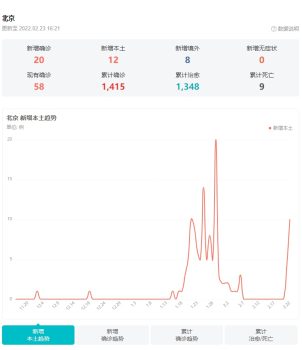 北京
更新至 2022.02.23 16:21
数据说明
新增确诊 新增本土 新增境外 新增无症状
20 12 8 0
现有确诊 累计确诊 累计治愈 累计死亡
58 1,415 1,348 9
北京 新增本土趋势
单位: 例
新增本土
20
15
10
5
0
新增
本土趋势
新增
确诊趋势
累计
确诊趋势
累计
治愈/死亡